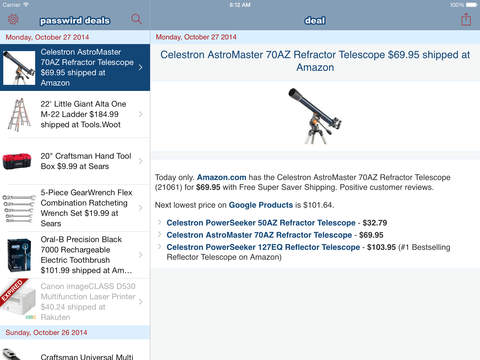 Carrier
6:12 AM
100%
passwird deals
deal
Monday, October 27 2014
Celestron AstroMaster
70AZ Refractor Telescope
$69.95 shipped at
Amazon
22' Little Giant Alta One
M-22 Ladder $184.99
shipped at Tools.Woot
20" Craftsman Hand Tool
Box $9.99 at Sears
5-Piece GearWrench Flex
Combination Ratcheting
Wrench Set $19.99 at
Sears
Oral-B Precision Black
7000 Rechargeable
Electric Toothbrush
$101.99 shipped at Am...
EXPIRED
Canon imageCLASS D530
Multifunction Laser Printer
$40.24 shipped at
Rakuten
Sunday, October 26 2014
Craftsman Universal Multi
Monday, October 27 2014
Celestron AstroMaster 70AZ Refractor Telescope $69.95 shipped at
Amazon
Today only. Amazon.com has the Celestron AstroMaster 70AZ Refractor Telescope
(21061) for $69.95 with Free Super Saver Shipping. Positive customer reviews.
Next lowest price on Google Products is $101.64.
Celestron PowerSeeker 50AZ Refractor Telescope - $32.79
Celestron AstroMaster 70AZ Refractor Telescope - $69.95
Celestron PowerSeeker 127EQ Reflector Telescope - $103.95 (#1 Bestselling
Reflector Telescope on Amazon)